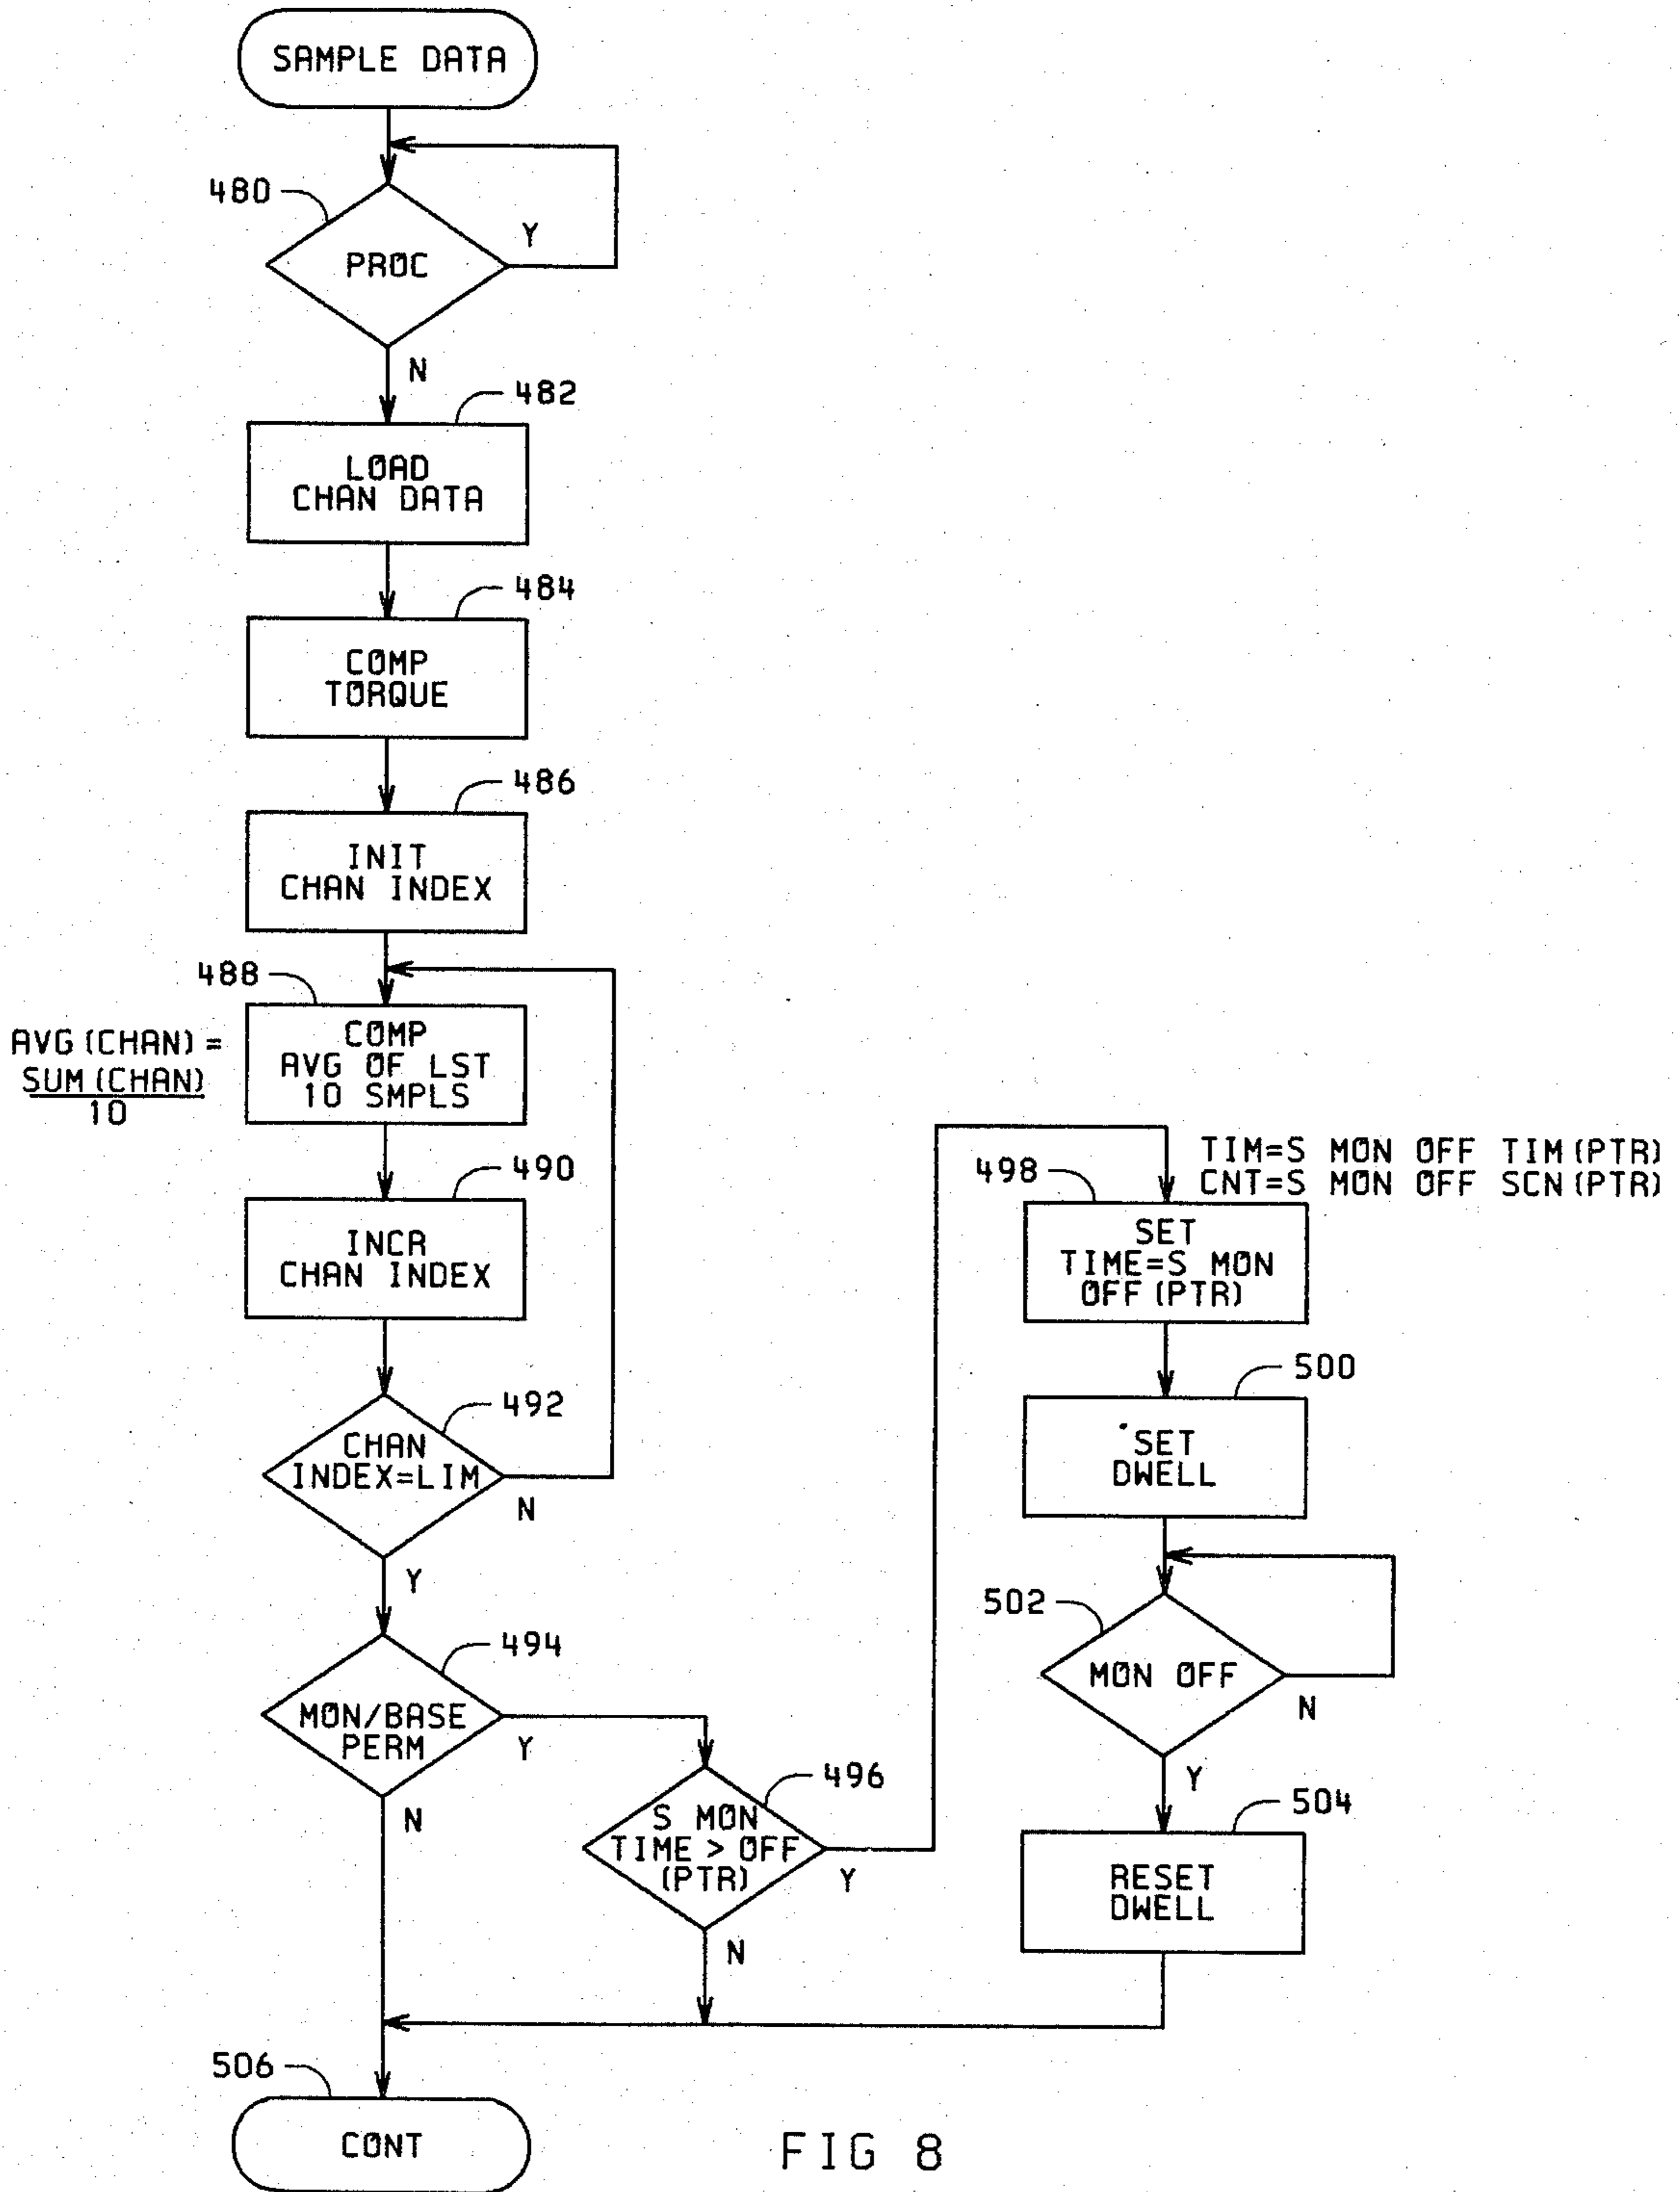 SAMPLE DATA
480
PROC
Y
N
482
LOAD
CHAN DATA
484
COMP
TORQUE
486
INIT
CHAN INDEX
488
AVG (CHAN) =
SUM (CHAN)
10
COMP
AVG OF LST
10 SMPLS
490
INCR
CHAN INDEX
492
CHAN
INDEX=LIM
N
Y
494
MON/BASE
PERM
Y
N
496
S MON
TIME > OFF
(PTR)
Y
N
TIM=S MON OFF TIM (PTR)
CNT=S MON OFF SCN (PTR)
498
SET
TIME=S MON
OFF (PTR)
500
SET
DWELL
502
MON OFF
N
Y
504
RESET
DWELL
506
CONT
FIG 8